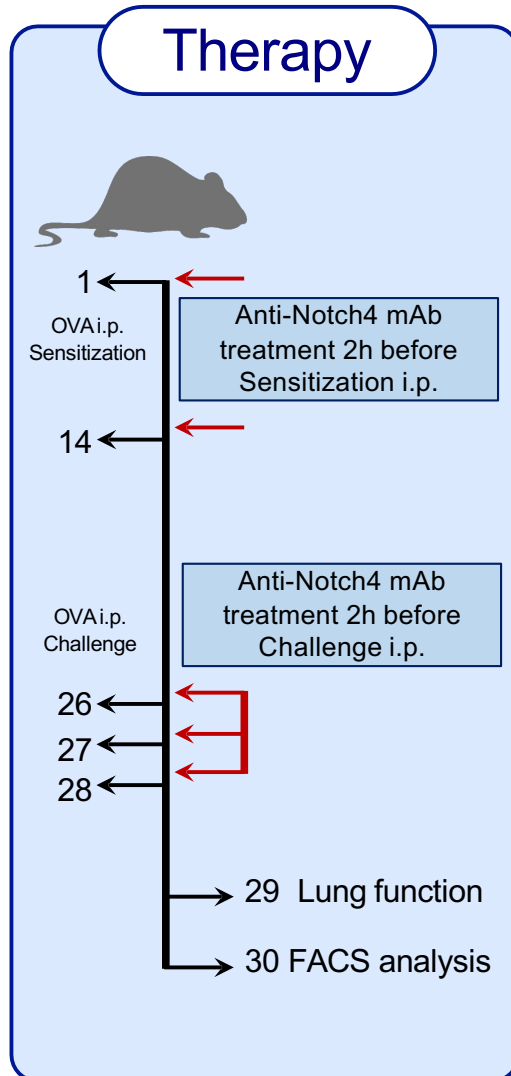 Therapy
1
OVA i.p.
Sensitization
Anti-Notch4 mAb
treatment 2h before
Sensitization i.p.
14
OVA i.p.
Challenge
Anti-Notch4 mAb
treatment 2h before
Challenge i.p.
26
27
28
29 Lung function
30 FACS analysis